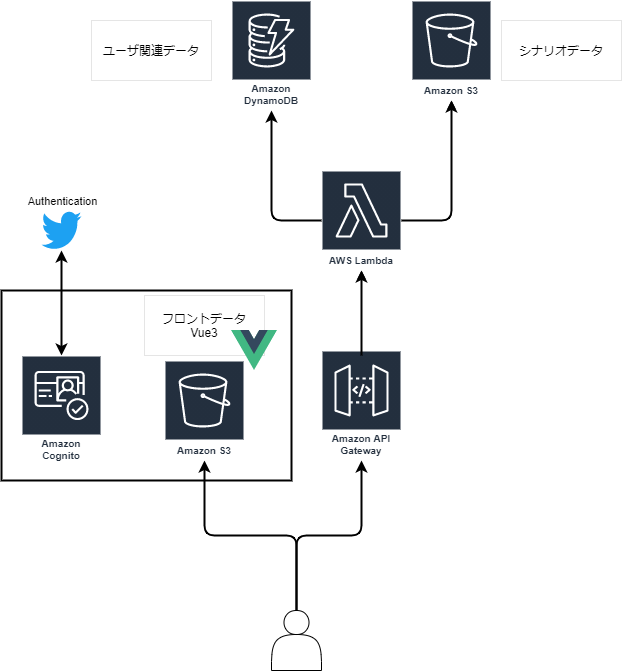 ユーザ関連データ
Amazon
DynamoDB
Amazon S3
シナリオデータ
AWS Lambda
Authentication
フロントデータ
Vue3
Amazon
Cognito
Amazon S3
Amazon API
Gateway